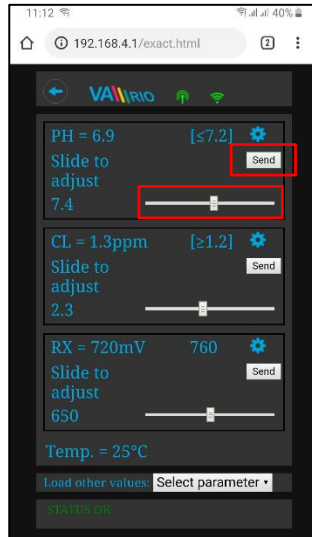 11:12 40%
192.168.4.1/exact.html 2
VARIO
PH = 6.9 [≤7.2]
Slide to Send
adjust
7.4
CL = 1.3ppm [≥1.2]
Slide to Send
adjust
2.3
RX = 720mV 760
Slide to Send
adjust
650
Temp. = 25°C
Load other values: Select parameter
STATUS OK